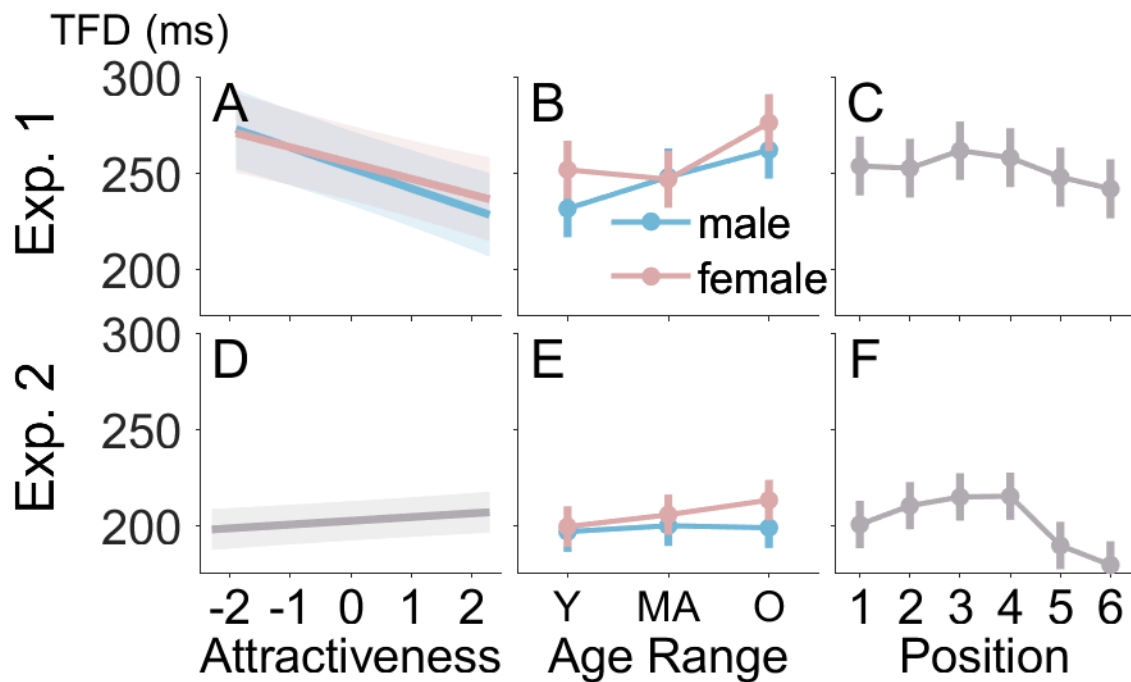 TFD (ms)
Exp. 1
300
250
200
A
B
C
male
female
Exp. 2
300
250
200
D
E
F
-2 -1 0 1 2
Y MA O
1 2 3 4 5 6
Attractiveness
Age Range
Position